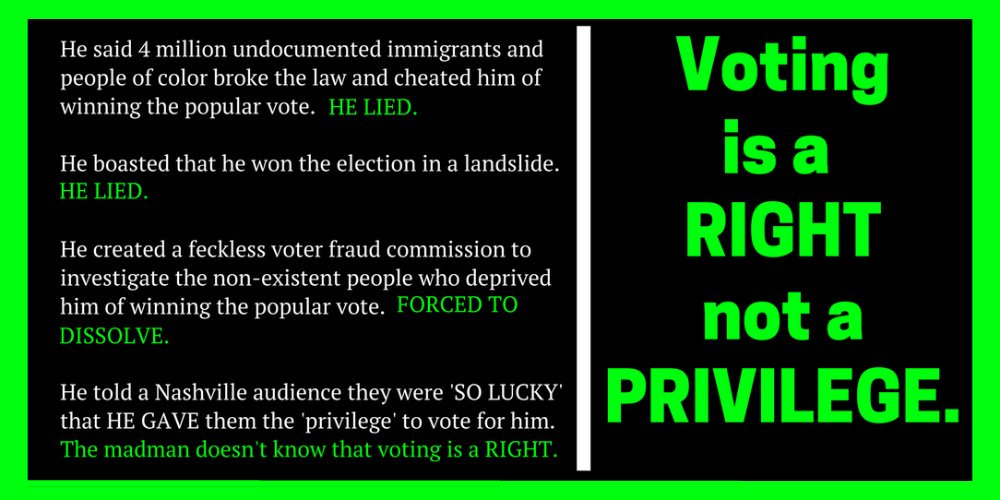 He said 4 million undocumented immigrants and
people of color broke the law and cheated him of
winning the popular vote. HE LIED.
He boasted that he won the election in a landslide.
HE LIED.
He created a feckless voter fraud commission to
investigate the non-existent people who deprived
him of winning the popular vote. FORCED TO
DISSOLVE.
He told a Nashville audience they were 'SO LUCKY'
that HE GAVE them the 'privilege' to vote for him.
The madman doesn't know that voting is a RIGHT.
Voting
is a
RIGHT
not a
PRIVILEGE.